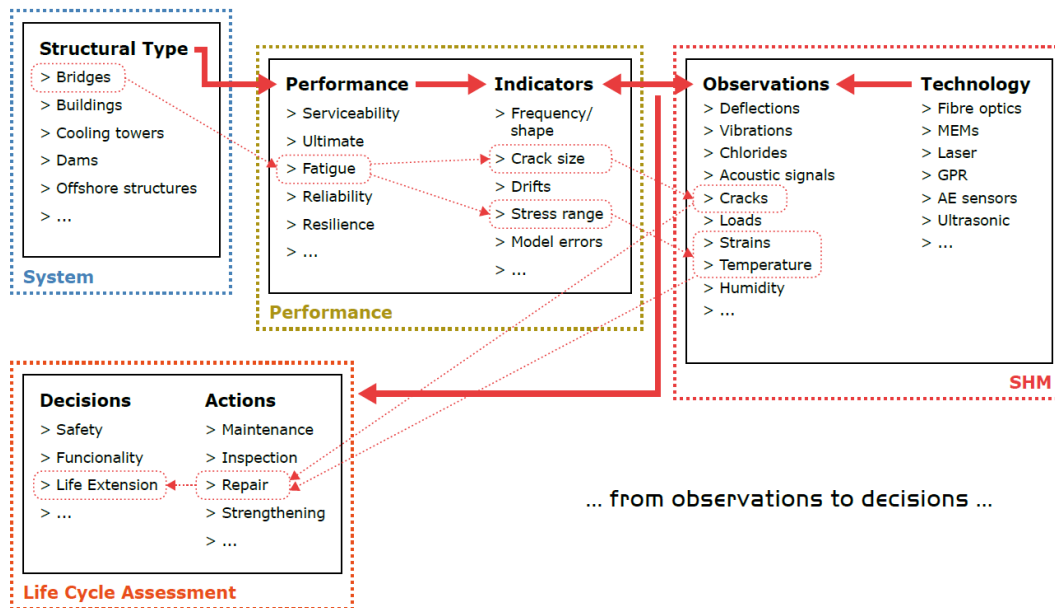 Structural Type
> Bridges
> Buildings
> Cooling towers
> Dams
> Offshore structures
> ...
System
Performance
> Serviceability
> Ultimate
> Fatigue
> Reliability
> Resilience
> ...
Indicators
> Frequency/
shape
> Crack size
> Drifts
> Stress range
> Model errors
> ...
Performance
Observations
> Deflections
> Vibrations
> Chlorides
> Acoustic signals
> Cracks
> Loads
> Strains
> Temperature
> Humidity
> ...
Technology
> Fibre optics
> MEMs
> Laser
> GPR
> AE sensors
> Ultrasonic
> ...
SHM
Decisions
> Safety
> Funcionality
> Life Extension
> ...
Actions
> Maintenance
> Inspection
> Repair
> Strengthening
> ...
Life Cycle Assessment
... from observations to decisions ...